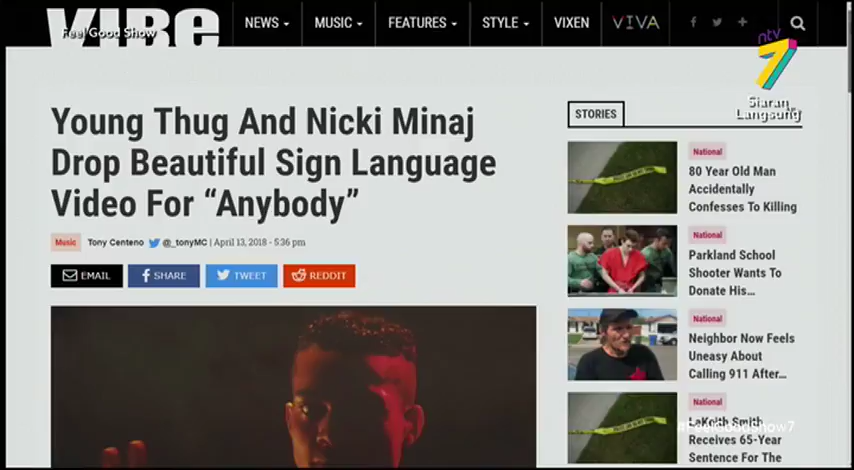 VIBE
Feel Good Show
NEWS
MUSIC
FEATURES
STYLE
VIXEN
VIVA
ntv
7
Siaran
Langsung
Young Thug And Nicki Minaj
Drop Beautiful Sign Language
Video For “Anybody”
Music Tony Centeno @_tonyMC | April 13, 2018 - 5:36 pm
EMAIL
SHARE
TWEET
REDDIT
STORIES
National
80 Year Old Man
Accidentally
Confesses To Killing
National
Parkland School
Shooter Wants To
Donate His...
National
Neighbor Now Feels
Uneasy About
Calling 911 After...
National
LaKeith Smith
#FeelGoodshow7
Receives 65-Year
Sentence For The